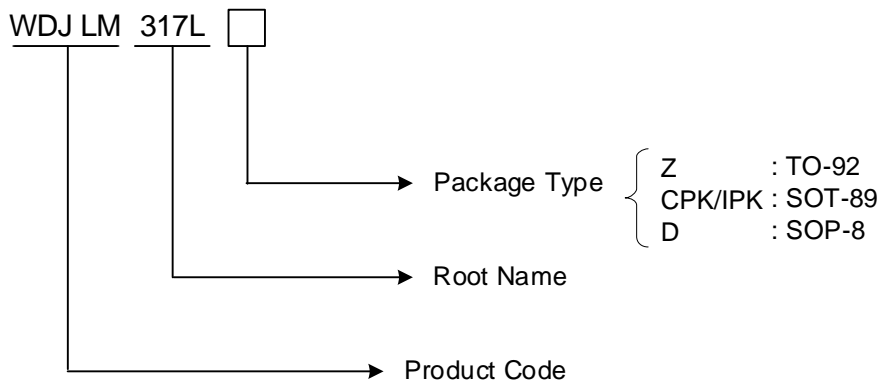 WDJ LM 317L
Package Type
Z : TO-92
CPK/IPK : SOT-89
D : SOP-8
Root Name
Product Code